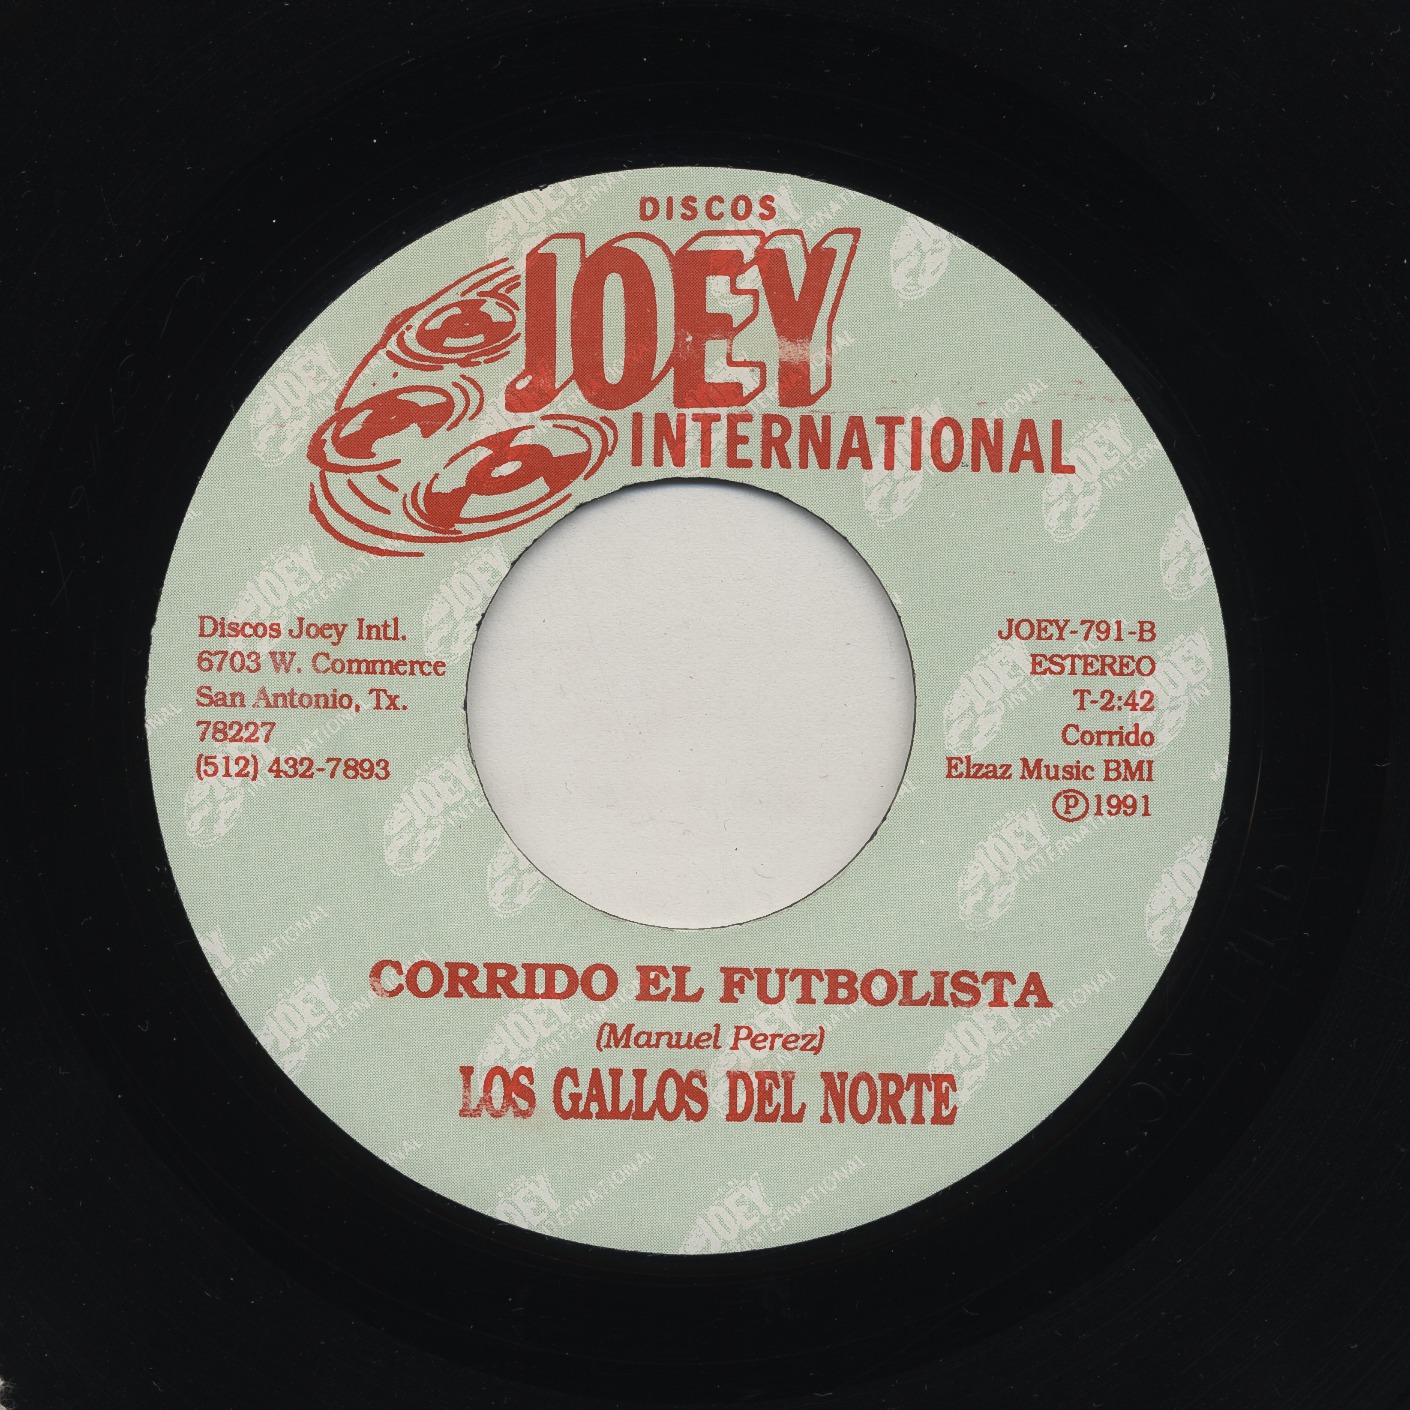 DISCOS
JOEY
INTERNATIONAL
Discos Joey Intl.
6703 W. Commerce
San Antonio, Tx.
78227
(512) 432-7893
JOEY-791-B
ESTEREO
T-2:42
Corrido
Elzaz Music BMI
Ⓟ1991
CORRIDO EL FUTBOLISTA
(Manuel Perez)
LOS GALLOS DEL NORTE